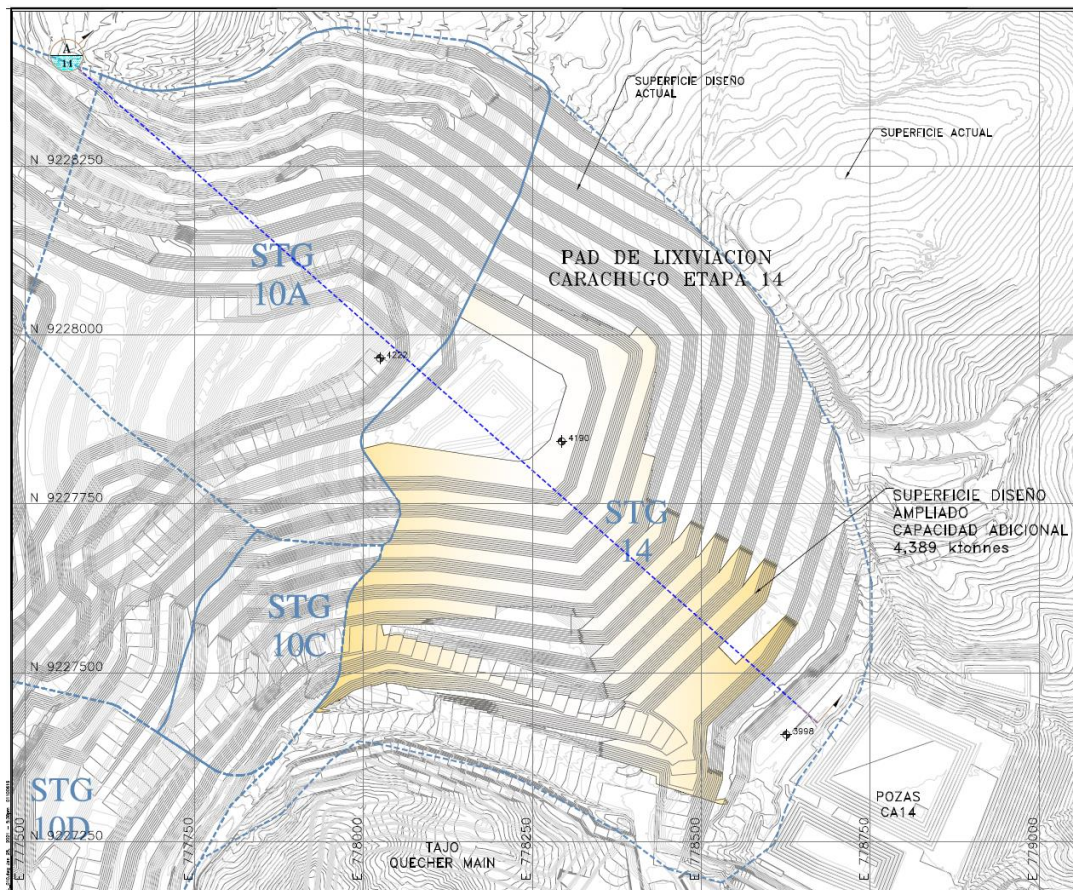 A
14
SUPERFICIE DISEÑO
ACTUAL
SUPERFICIE ACTUAL
N 9228250
STG
10A
PAD DE LIXIVIACION
CARACHUGO ETAPA 14
N 9228000
4222
4190
N 9227750
STG
14
SUPERFICIE DISEÑO
AMPLIADO
CAPACIDAD ADICIONAL
4,389 ktonnes
STG
10C
N 9227500
3998
STG
10D
POZAS
CA14
N 9227250
TAJO
QUECHER MAIN
E 777500
E 777750
E 778000
E 778250
E 778500
E 778750
E 779000